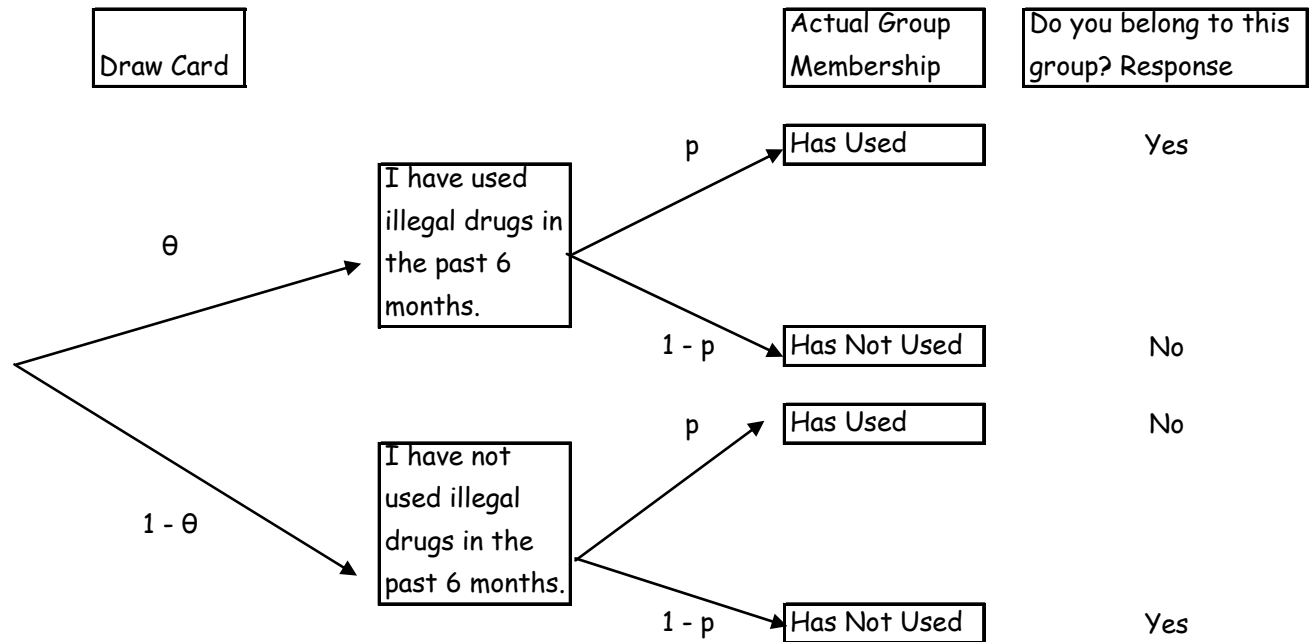 Draw Card
Actual Group
Membership
Do you belong to this
group? Response
θ
I have used
illegal drugs in
the past 6
months.
p
Has Used
Yes
1 - p
Has Not Used
No
1 - θ
I have not
used illegal
drugs in the
past 6 months.
p
Has Used
No
1 - p
Has Not Used
Yes